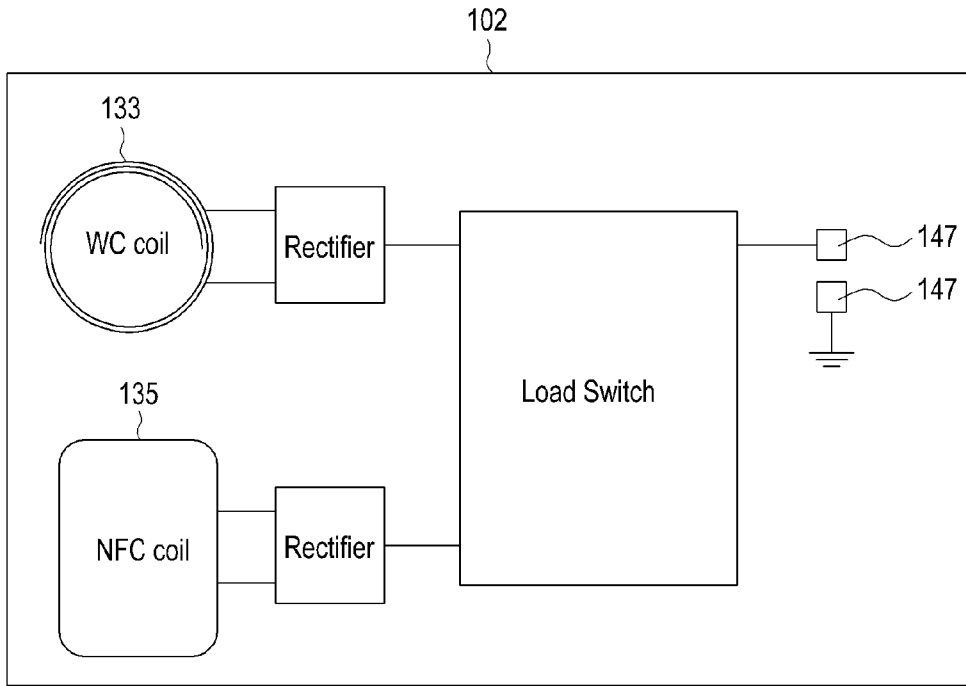 102
133
WC coil
Rectifier
147
147
Load Switch
135
NFC coil
Rectifier